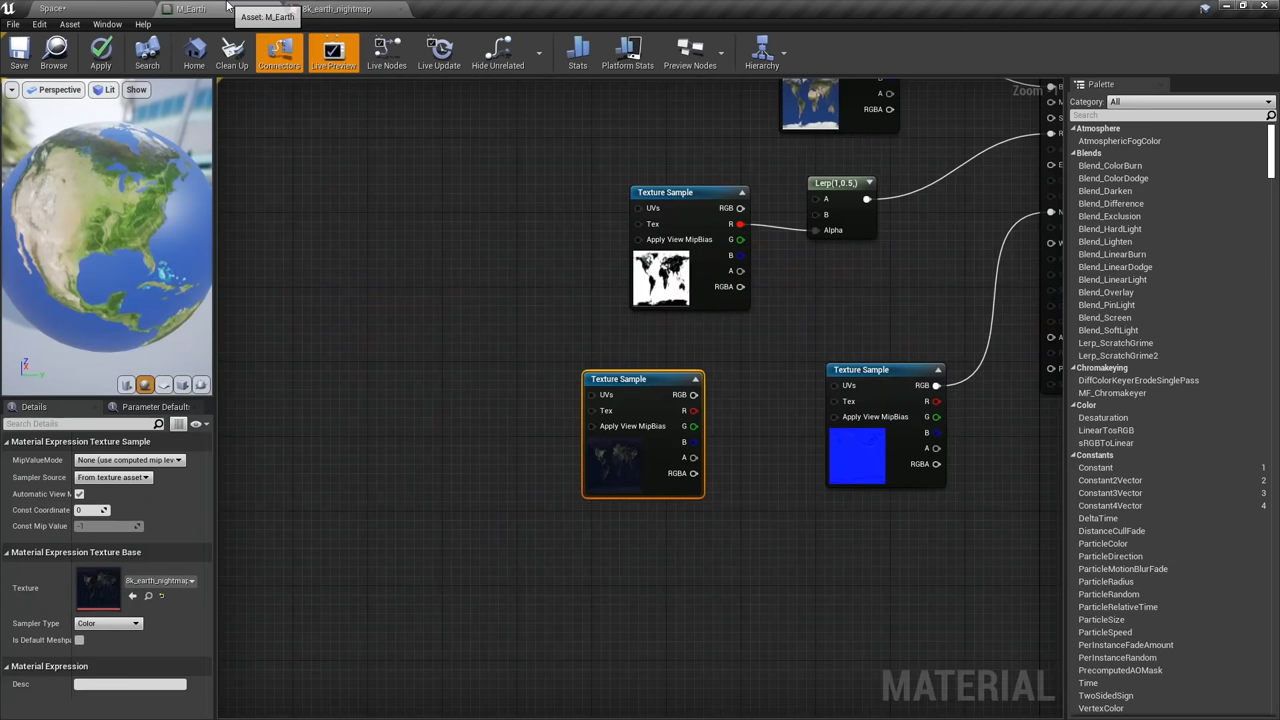 Space*
M_Earth
8k_earth_nightmap
File Edit Asset Window Help
Asset: M_Earth
Save Browse Apply Search Home Clean Up Connectors Live Preview Live Nodes Live Update Hide Unrelated Stats Platform Stats Preview Nodes Hierarchy
Perspective Lit Show
Zoom -1
Palette
Category: All
Search
Atmosphere
AtmosphericFogColor
Blends
Blend_ColorBurn
Blend_ColorDodge
Blend_Darken
Blend_Difference
Blend_Exclusion
Blend_HardLight
Blend_Lighten
Blend_LinearBurn
Blend_LinearDodge
Blend_LinearLight
Blend_Overlay
Blend_PinLight
Blend_Screen
Blend_SoftLight
Lerp_ScratchGrime
Lerp_ScratchGrime2
Chromakeying
DiffColorKeyerErodeSinglePass
MF_Chromakeyer
Color
Desaturation
LinearTosRGB
sRGBToLinear
Constants
Constant 1
Constant2Vector 2
Constant3Vector 3
Constant4Vector 4
DeltaTime
DistanceCullFade
ParticleColor
ParticleDirection
ParticleMotionBlurFade
ParticleRadius
ParticleRandom
ParticleRelativeTime
ParticleSize
ParticleSpeed
PerInstanceFadeAmount
PerInstanceRandom
PrecomputedAOMask
Time
TwoSidedSign
VertexColor
A
RGBA
Texture Sample
UVs RGB
Tex R
Apply View MipBias G
B
A
RGBA
Lerp(1,0.5,)
A
B
Alpha
Texture Sample
UVs RGB
Tex R
Apply View MipBias G
B
A
RGBA
Texture Sample
UVs RGB
Tex R
Apply View MipBias G
B
A
RGBA
MATERIAL
Z
X
Y
Details
Parameter Default:
Search Details
Material Expression Texture Sample
MipValueMode None (use computed mip lev
Sampler Source From texture asset
Automatic View M
Const Coordinate 0
Const Mip Value -1
Material Expression Texture Base
Texture 8k_earth_nightmap
Sampler Type Color
Is Default Meshpa
Material Expression
Desc